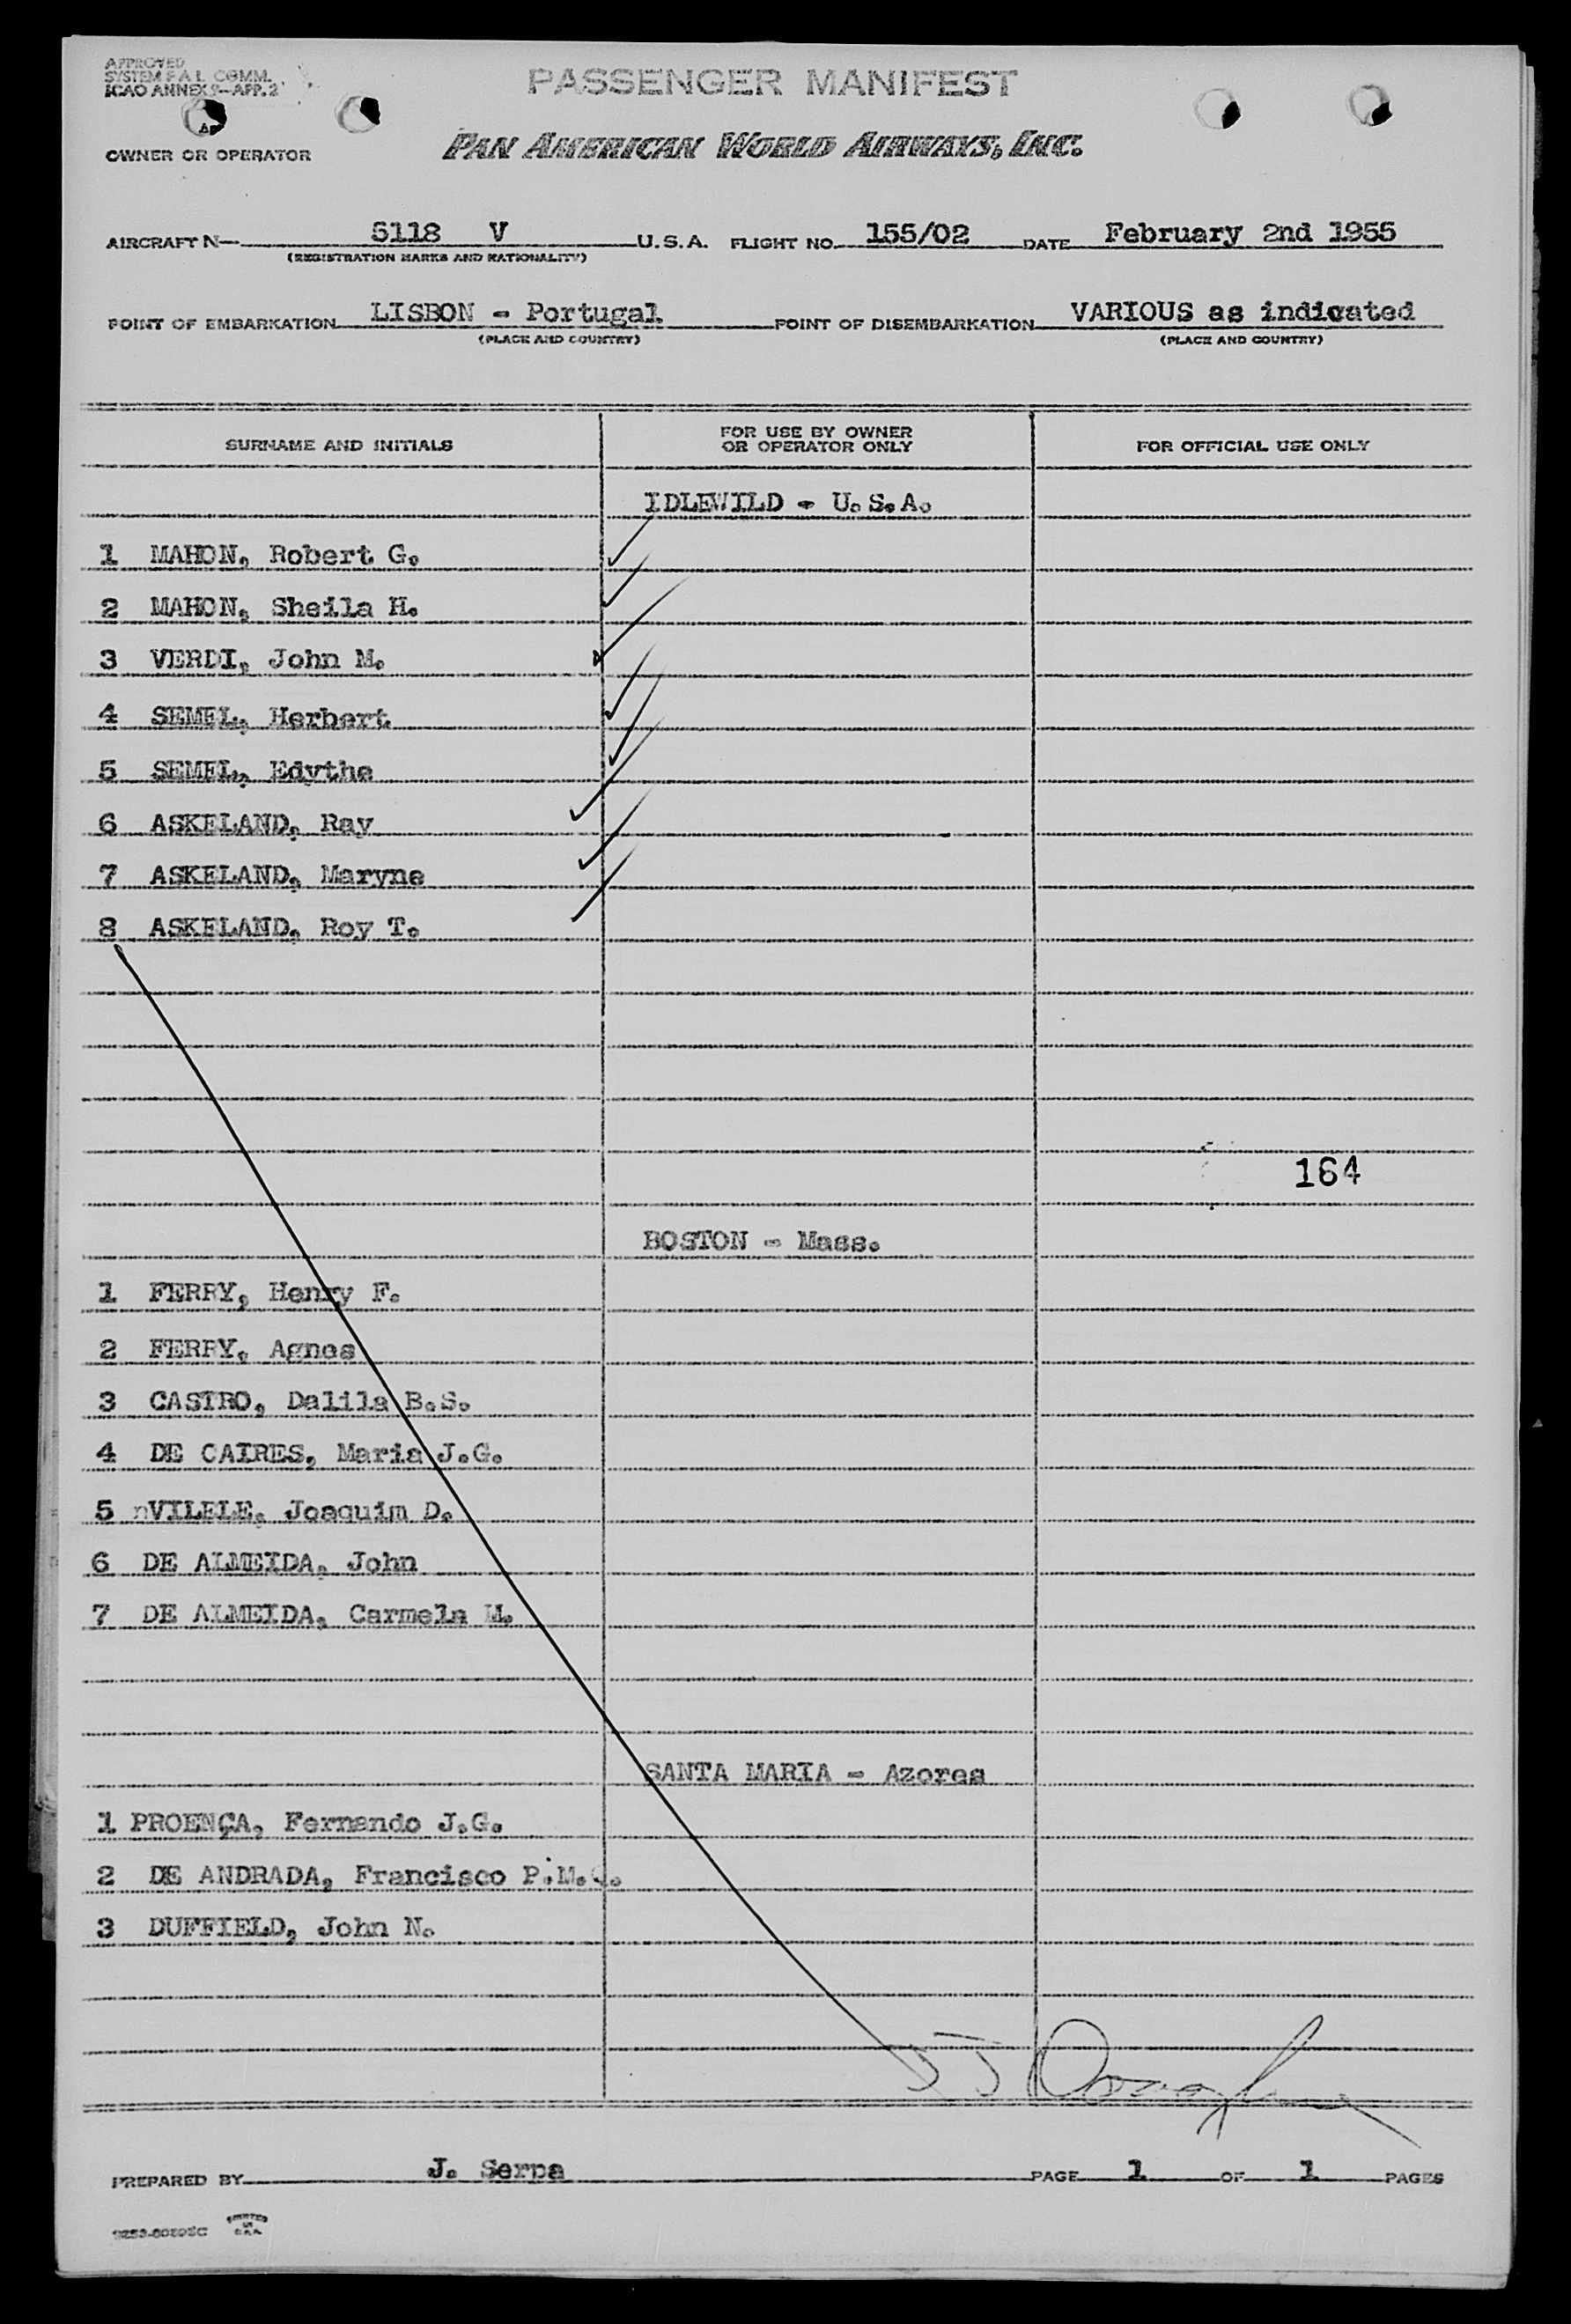 APPROVED
SYSTEM F A L COMM.
ICAO ANNEX 9—APP. 2
PASSENGER MANIFEST
OWNER OR OPERATOR
PAN AMERICAN WORLD AIRWAYS, INC.
AIRCRAFT N— 5118 V U.S.A. FLIGHT NO. 155/02 DATE February 2nd 1955
(REGISTRATION MARKS AND NATIONALITY)
POINT OF EMBARKATION LISBON - Portugal POINT OF DISEMBARKATION VARIOUS as indicated
(PLACE AND COUNTRY) (PLACE AND COUNTRY)
SURNAME AND INITIALS FOR USE BY OWNER OR OPERATOR ONLY FOR OFFICIAL USE ONLY
IDLEWILD - U.S.A.
1 MAHON, Robert G.
2 MAHON, Sheila H.
3 VERDI, John M.
4 SEMEL, Herbert
5 SEMEL, Edythe
6 ASKELAND, Ray
7 ASKELAND, Maryne
8 ASKELAND, Roy T.
164
BOSTON - Mass.
1 FERRY, Henry F.
2 FERRY, Agnes
3 CASTRO, Dalila B.S.
4 DE CAIRES, Maria J.G.
5 nVILELE, Joaquim D.
6 DE ALMEIDA, John
7 DE ALMEIDA, Carmela M.
SANTA MARIA - Azores
1 PROENÇA, Fernando J.G.
2 DE ANDRADA, Francisco P.M.C.
3 DUFFIELD, John N.
PREPARED BY J. Serpa PAGE 1 OF 1 PAGES
PRINTED
IN
U.S.A.